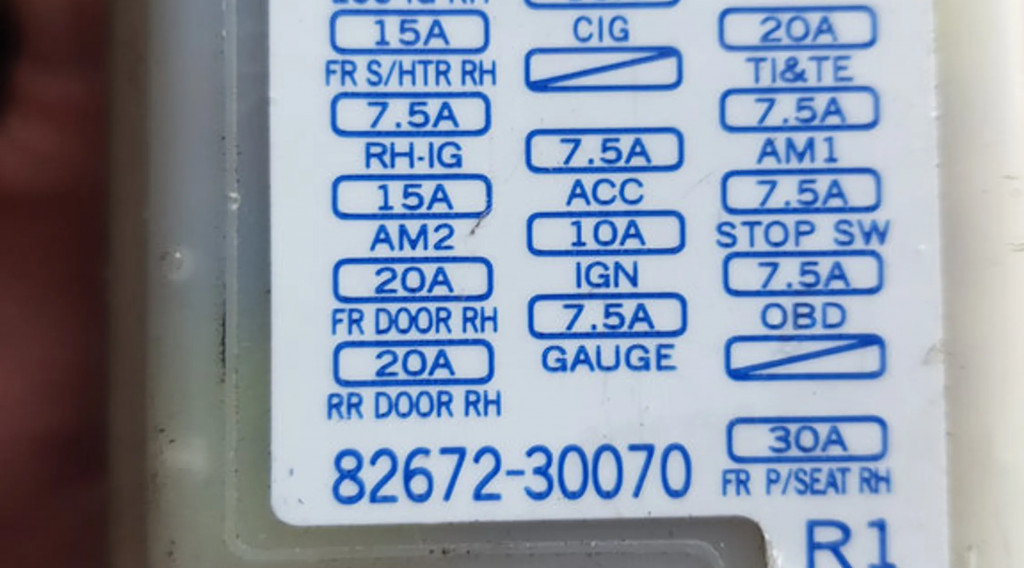 15A
FR S/HTR RH
7.5A
RH-IG
15A
AM2
20A
FR DOOR RH
20A
RR DOOR RH
CIG
7.5A
ACC
10A
IGN
7.5A
GAUGE
20A
TI&TE
7.5A
AM1
7.5A
STOP SW
7.5A
OBD
30A
FR P/SEAT RH
82672-30070
R1